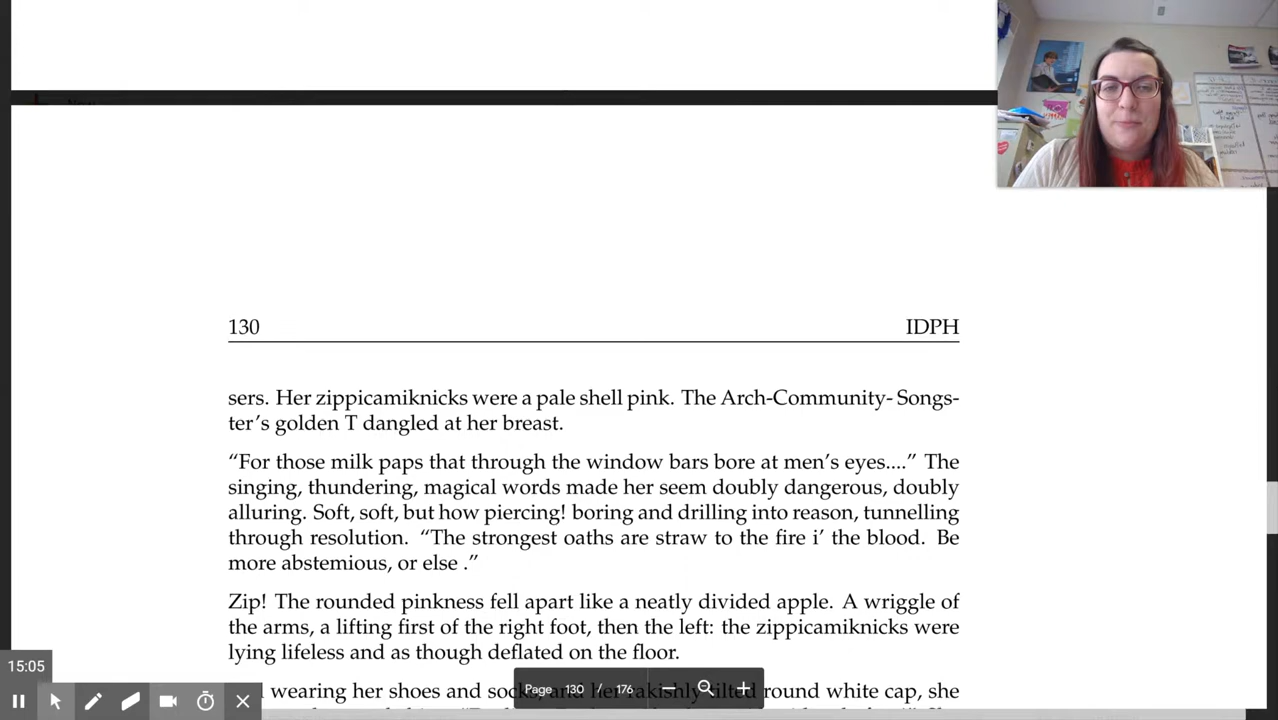 130 IDPH
sers. Her zippicamiknicks were a pale shell pink. The Arch-Community- Songs-
ter’s golden T dangled at her breast.
“For those milk paps that through the window bars bore at men’s eyes....” The
singing, thundering, magical words made her seem doubly dangerous, doubly
alluring. Soft, soft, but how piercing! boring and drilling into reason, tunnelling
through resolution. “The strongest oaths are straw to the fire i’ the blood. Be
more abstemious, or else .”
Zip! The rounded pinkness fell apart like a neatly divided apple. A wriggle of
the arms, a lifting first of the right foot, then the left: the zippicamiknicks were
lying lifeless and as though deflated on the floor.
wearing her shoes and socks, and her rakishly tilted round white cap, she
15:05
Page 130 / 176